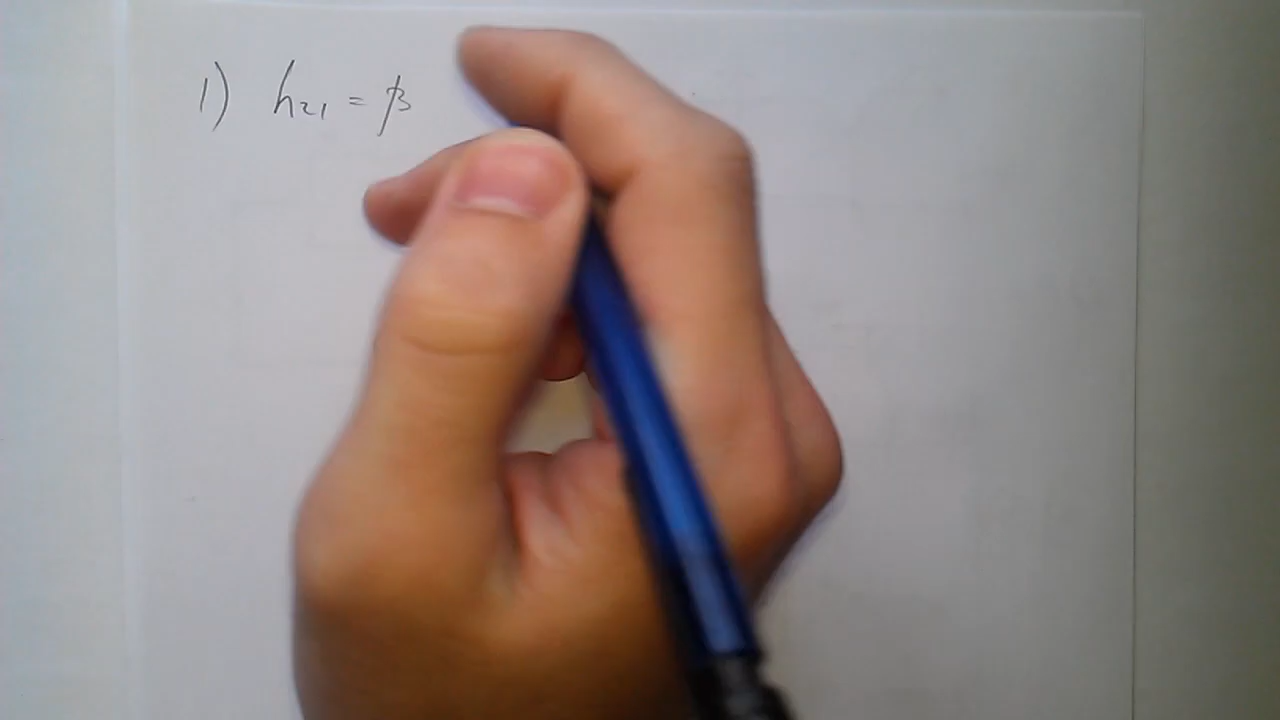 1) h₂₁ = β